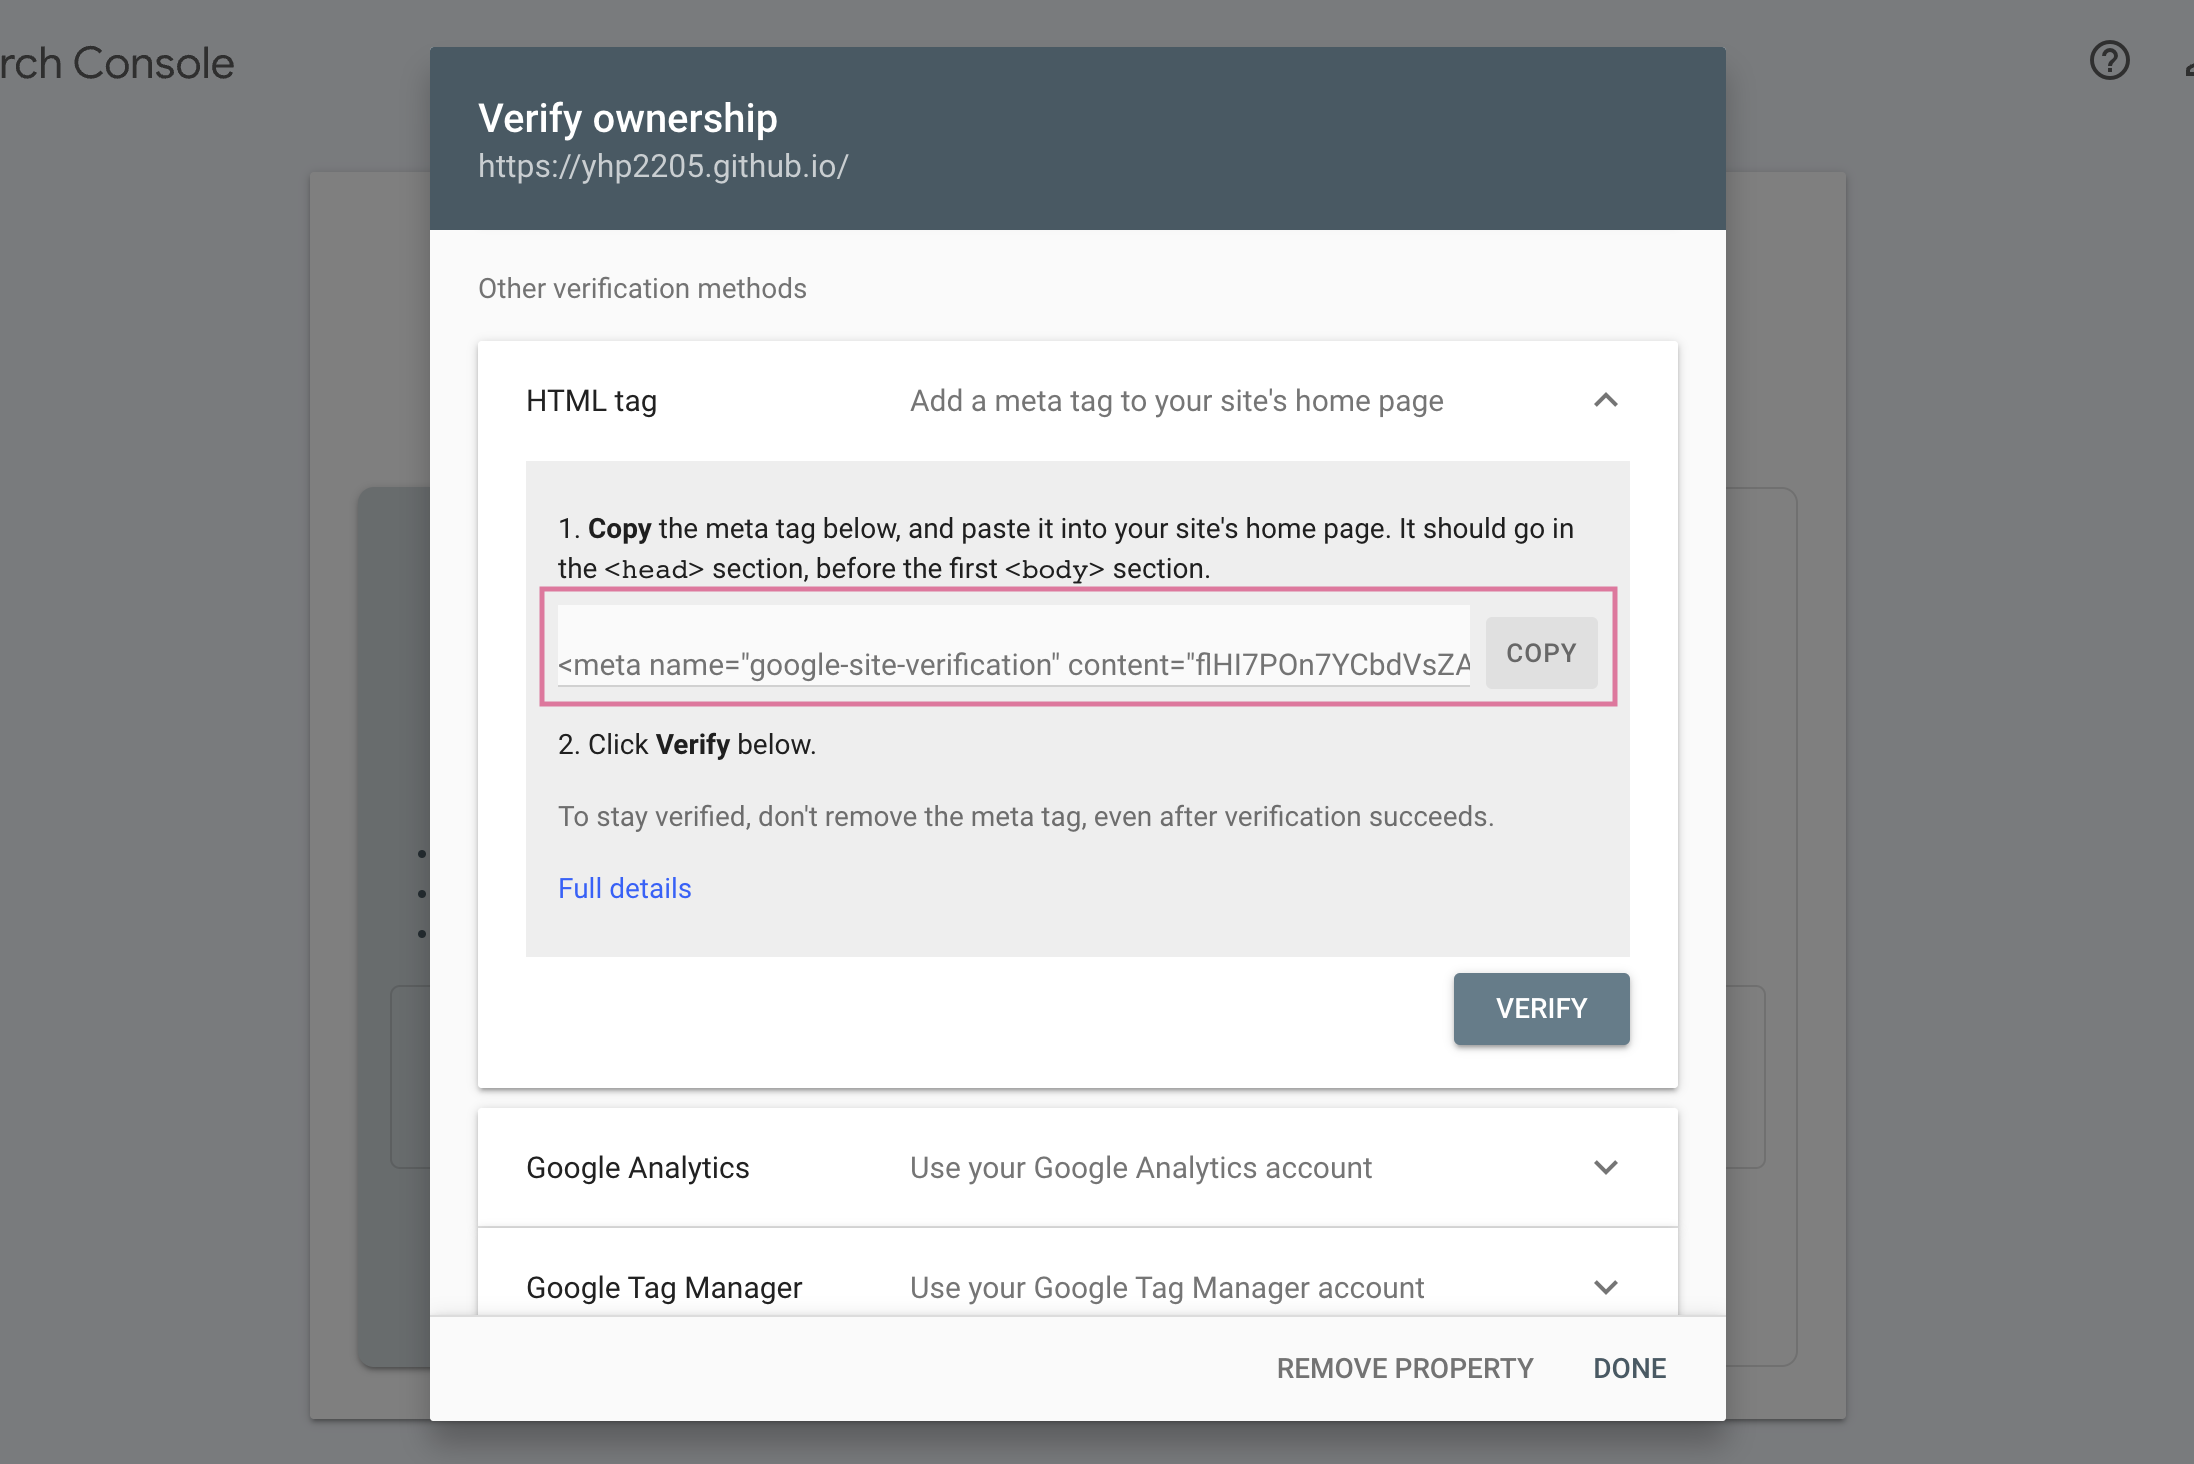 rch Console
Verify ownership
https://yhp2205.github.io/
Other verification methods
HTML tag
Add a meta tag to your site's home page
1. Copy the meta tag below, and paste it into your site's home page. It should go in
the <head> section, before the first <body> section.
<meta name="google-site-verification" content="flHI7POn7YCbdVsZA
COPY
2. Click Verify below.
To stay verified, don't remove the meta tag, even after verification succeeds.
Full details
VERIFY
Google Analytics
Use your Google Analytics account
Google Tag Manager
Use your Google Tag Manager account
REMOVE PROPERTY
DONE